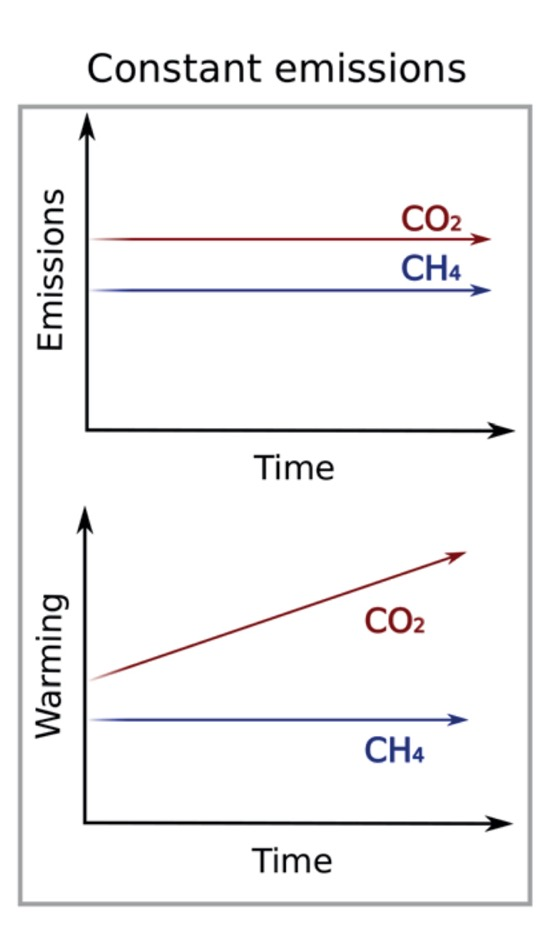 Constant emissions
Emissions
CO₂
CH₄
Time
Warming
CO₂
CH₄
Time